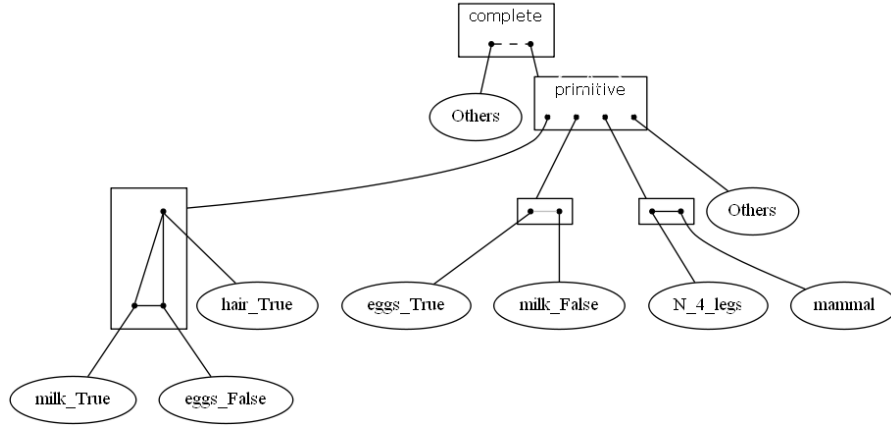 complete
primitive
Others
Others
hair_True
eggs_True
milk_False
N_4_legs
mammal
milk_True
eggs_False